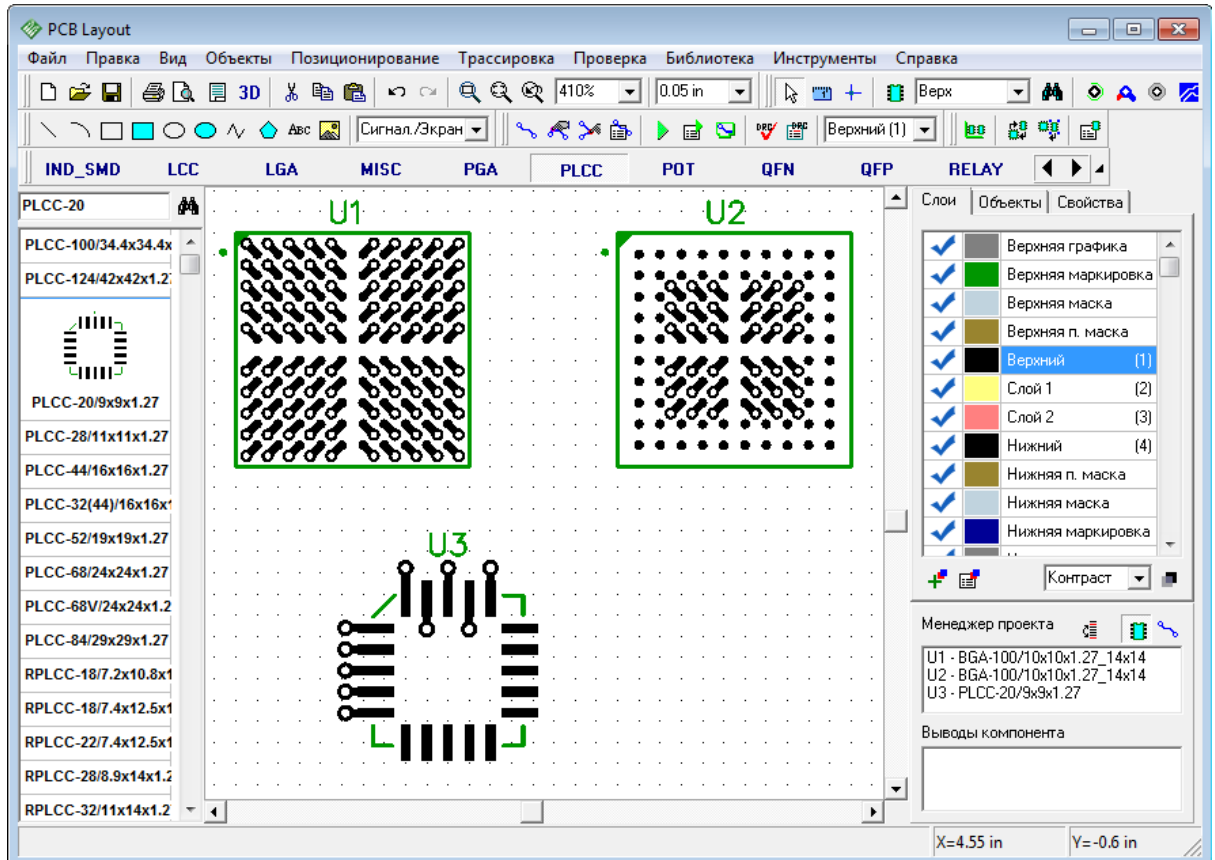 PCB Layout
Файл Правка Вид Объекты Позиционирование Трассировка Проверка Библиотека Инструменты Справка
3D 410% 0.05 in Верх
ABC Сигнал./Экран DRC DRC Верхний (1)
IND_SMD LCC LGA MISC PGA PLCC POT QFN QFP RELAY
PLCC-20
PLCC-100/34.4x34.4x
PLCC-124/42x42x1.27
PLCC-20/9x9x1.27
PLCC-28/11x11x1.27
PLCC-44/16x16x1.27
PLCC-32(44)/16x16x1
PLCC-52/19x19x1.27
PLCC-68/24x24x1.27
PLCC-68V/24x24x1.2
PLCC-84/29x29x1.27
RPLCC-18/7.2x10.8x1
RPLCC-18/7.4x12.5x1
RPLCC-22/7.4x12.5x1
RPLCC-28/8.9x14x1.2
RPLCC-32/11x14x1.2
U1
U2
U3
Слои Объекты Свойства
Верхняя графика
Верхняя маркировка
Верхняя маска
Верхняя п. маска
Верхний (1)
Слой 1 (2)
Слой 2 (3)
Нижний (4)
Нижняя п. маска
Нижняя маска
Нижняя маркировка
Контраст
Менеджер проекта
U1 - BGA-100/10x10x1.27_14x14
U2 - BGA-100/10x10x1.27_14x14
U3 - PLCC-20/9x9x1.27
Выводы компонента
X=4.55 in Y=-0.6 in